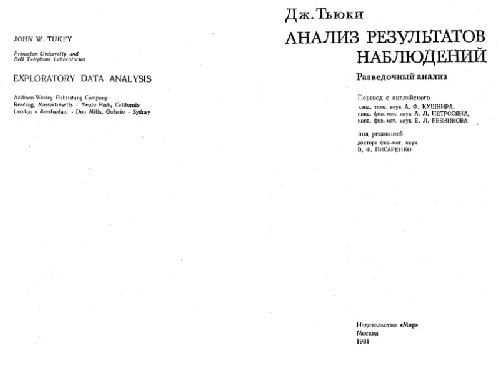 JOHN W. TUKEY
Princeton University and
Bell Telephone Laboratories
EXPLORATORY DATA ANALYSIS
Addison-Wesley Publishing Company
Reading, Massachusetts - Menlo Park, California
London - Amsterdam - Don Mills, Ontario - Sydney
Дж. Тьюки
АНАЛИЗ РЕЗУЛЬТАТОВ
НАБЛЮДЕНИЙ
Разведочный анализ
Перевод с английского
канд. техн. наук А. Ф. КУШНИРА,
канд. физ.-мат. наук А. Л. ПЕТРОСЯНА,
канд. физ.-мат. наук Е. Л. РЕЗНИКОВА
под редакцией
доктора физ.-мат. наук
В. Ф. ПИСАРЕНКО
Издательство «Мир»
Москва